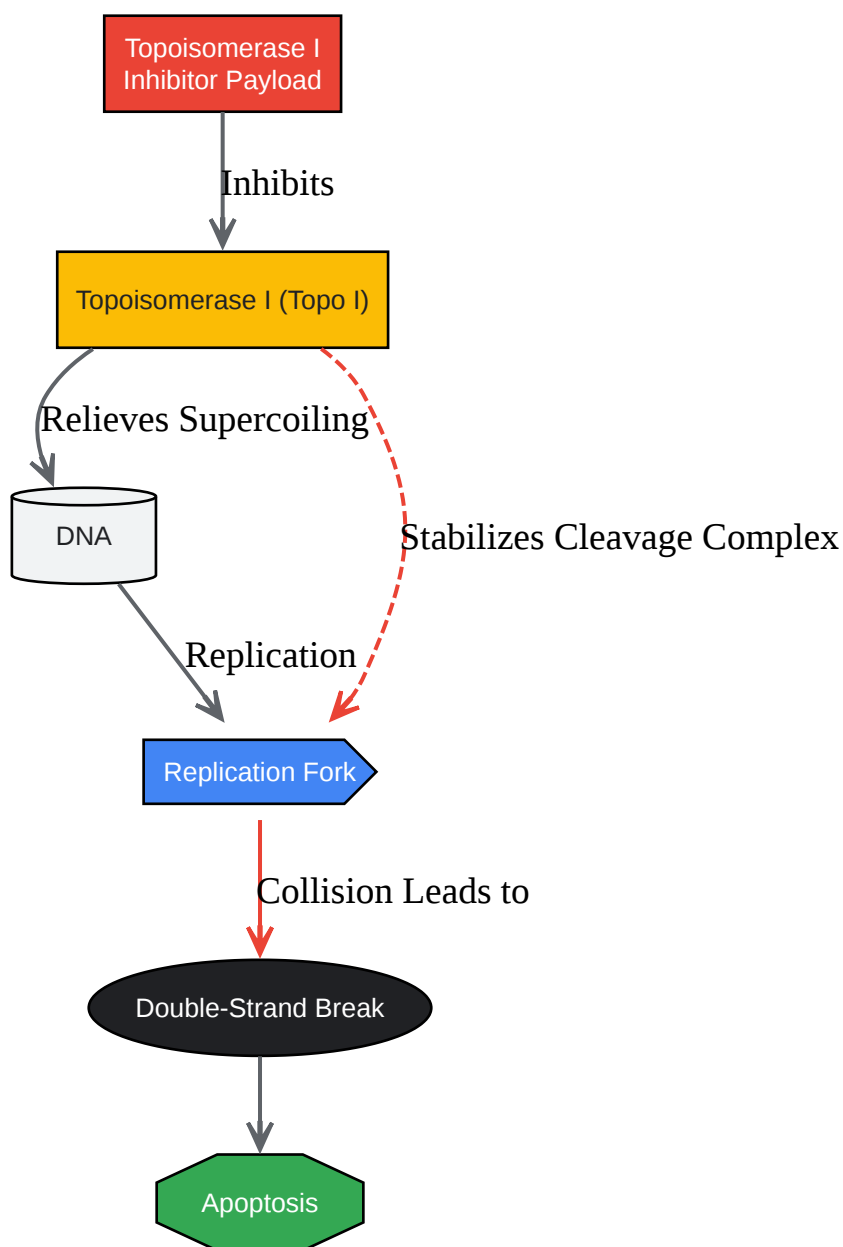 Topoisomerase I
Inhibitor Payload
Inhibits
Topoisomerase I (Topo I)
Relieves Supercoiling
DNA
Stabilizes Cleavage Complex
Replication
Replication Fork
Collision Leads to
Double-Strand Break
Apoptosis